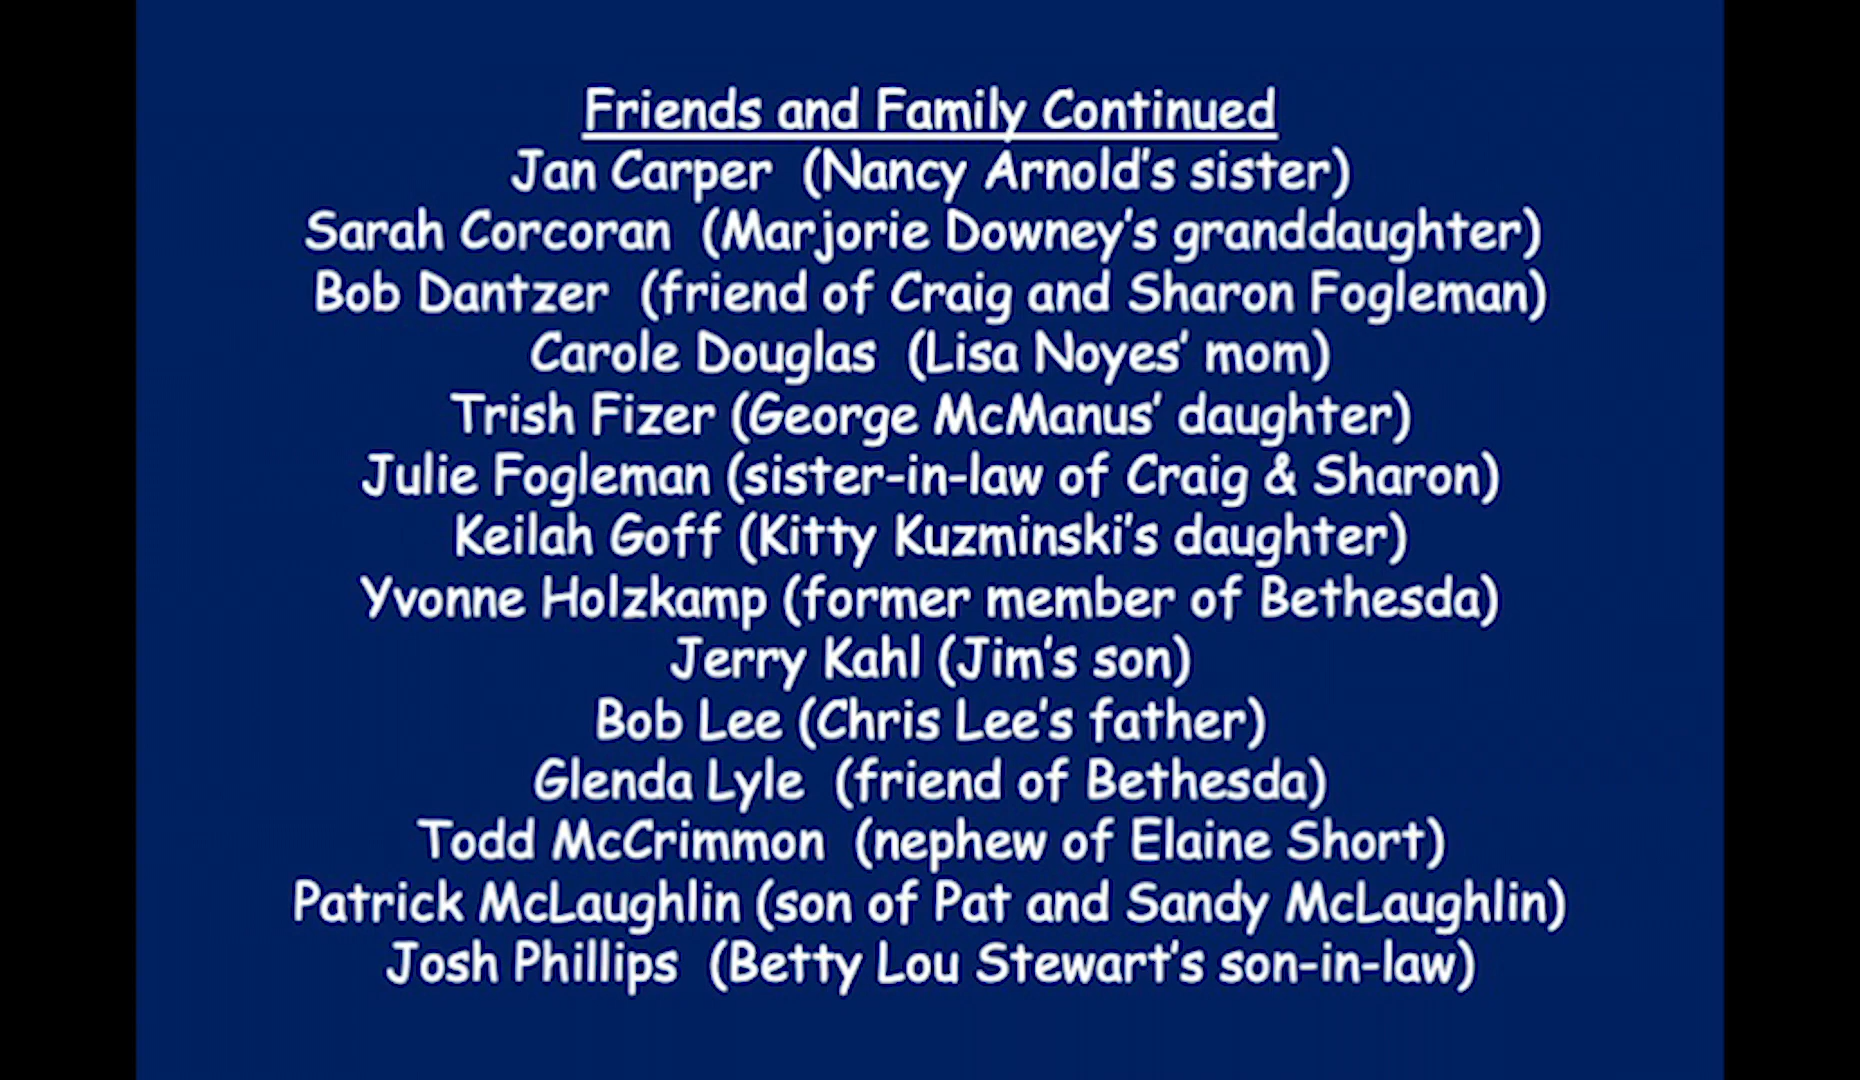 Friends and Family Continued
Jan Carper (Nancy Arnold's sister)
Sarah Corcoran (Marjorie Downey's granddaughter)
Bob Dantzer (friend of Craig and Sharon Fogleman)
Carole Douglas (Lisa Noyes' mom)
Trish Fizer (George McManus' daughter)
Julie Fogleman (sister-in-law of Craig & Sharon)
Keilah Goff (Kitty Kuzminski's daughter)
Yvonne Holzkamp (former member of Bethesda)
Jerry Kahl (Jim's son)
Bob Lee (Chris Lee's father)
Glenda Lyle (friend of Bethesda)
Todd McCrimmon (nephew of Elaine Short)
Patrick McLaughlin (son of Pat and Sandy McLaughlin)
Josh Phillips (Betty Lou Stewart's son-in-law)